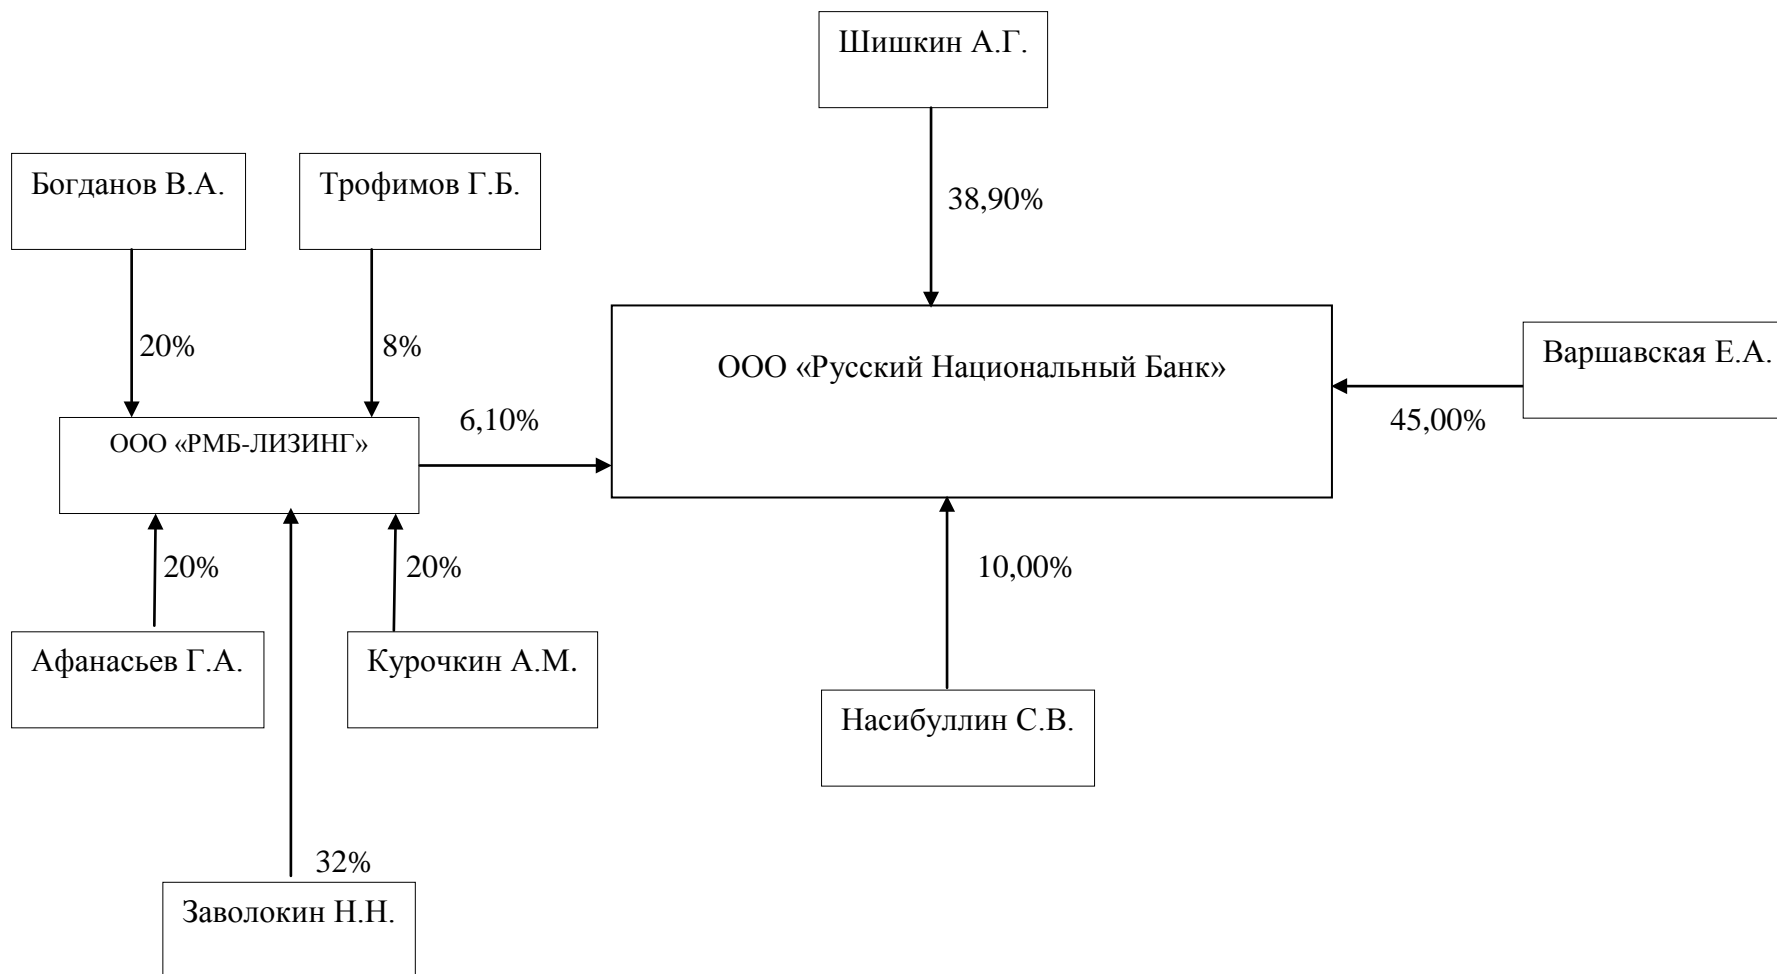 Шишкин А.Г.
Богданов В.А.
Трофимов Г.Б.
38,90%
20%
8%
ООО «Русский Национальный Банк»
Варшавская Е.А.
6,10%
45,00%
ООО «РМБ-ЛИЗИНГ»
20%
20%
10,00%
Афанасьев Г.А.
Курочкин А.М.
Насибуллин С.В.
32%
Заволокин Н.Н.